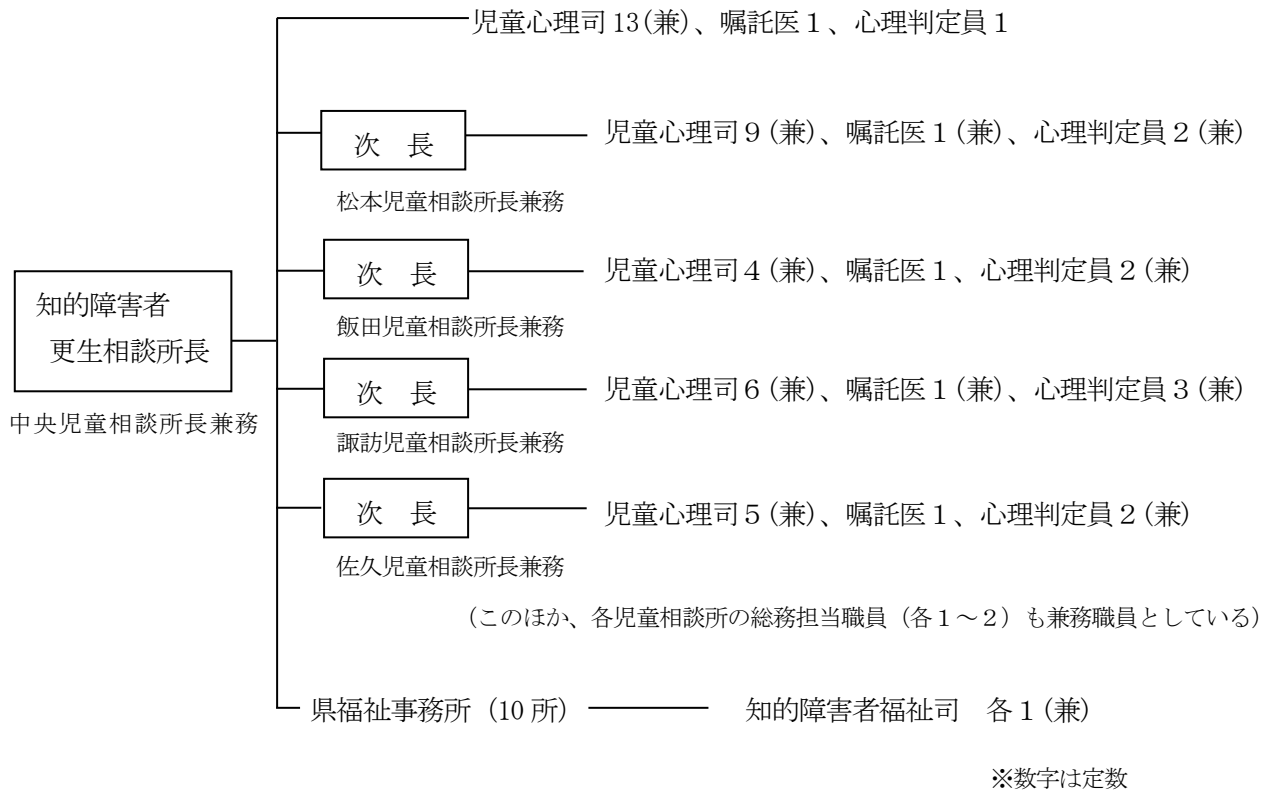 児童心理司 13(兼)、嘱託医１、心理判定員１
次　長
児童心理司９(兼)、嘱託医１(兼)、心理判定員２(兼)
松本児童相談所長兼務
次　長
児童心理司４(兼)、嘱託医１、心理判定員２(兼)
飯田児童相談所長兼務
知的障害者
更生相談所長
中央児童相談所長兼務
次　長
児童心理司６(兼)、嘱託医１(兼)、心理判定員３(兼)
諏訪児童相談所長兼務
次　長
児童心理司５(兼)、嘱託医１、心理判定員２(兼)
佐久児童相談所長兼務
（このほか、各児童相談所の総務担当職員（各１～２）も兼務職員としている）
県福祉事務所（10 所）
知的障害者福祉司　各１(兼)
※数字は定数